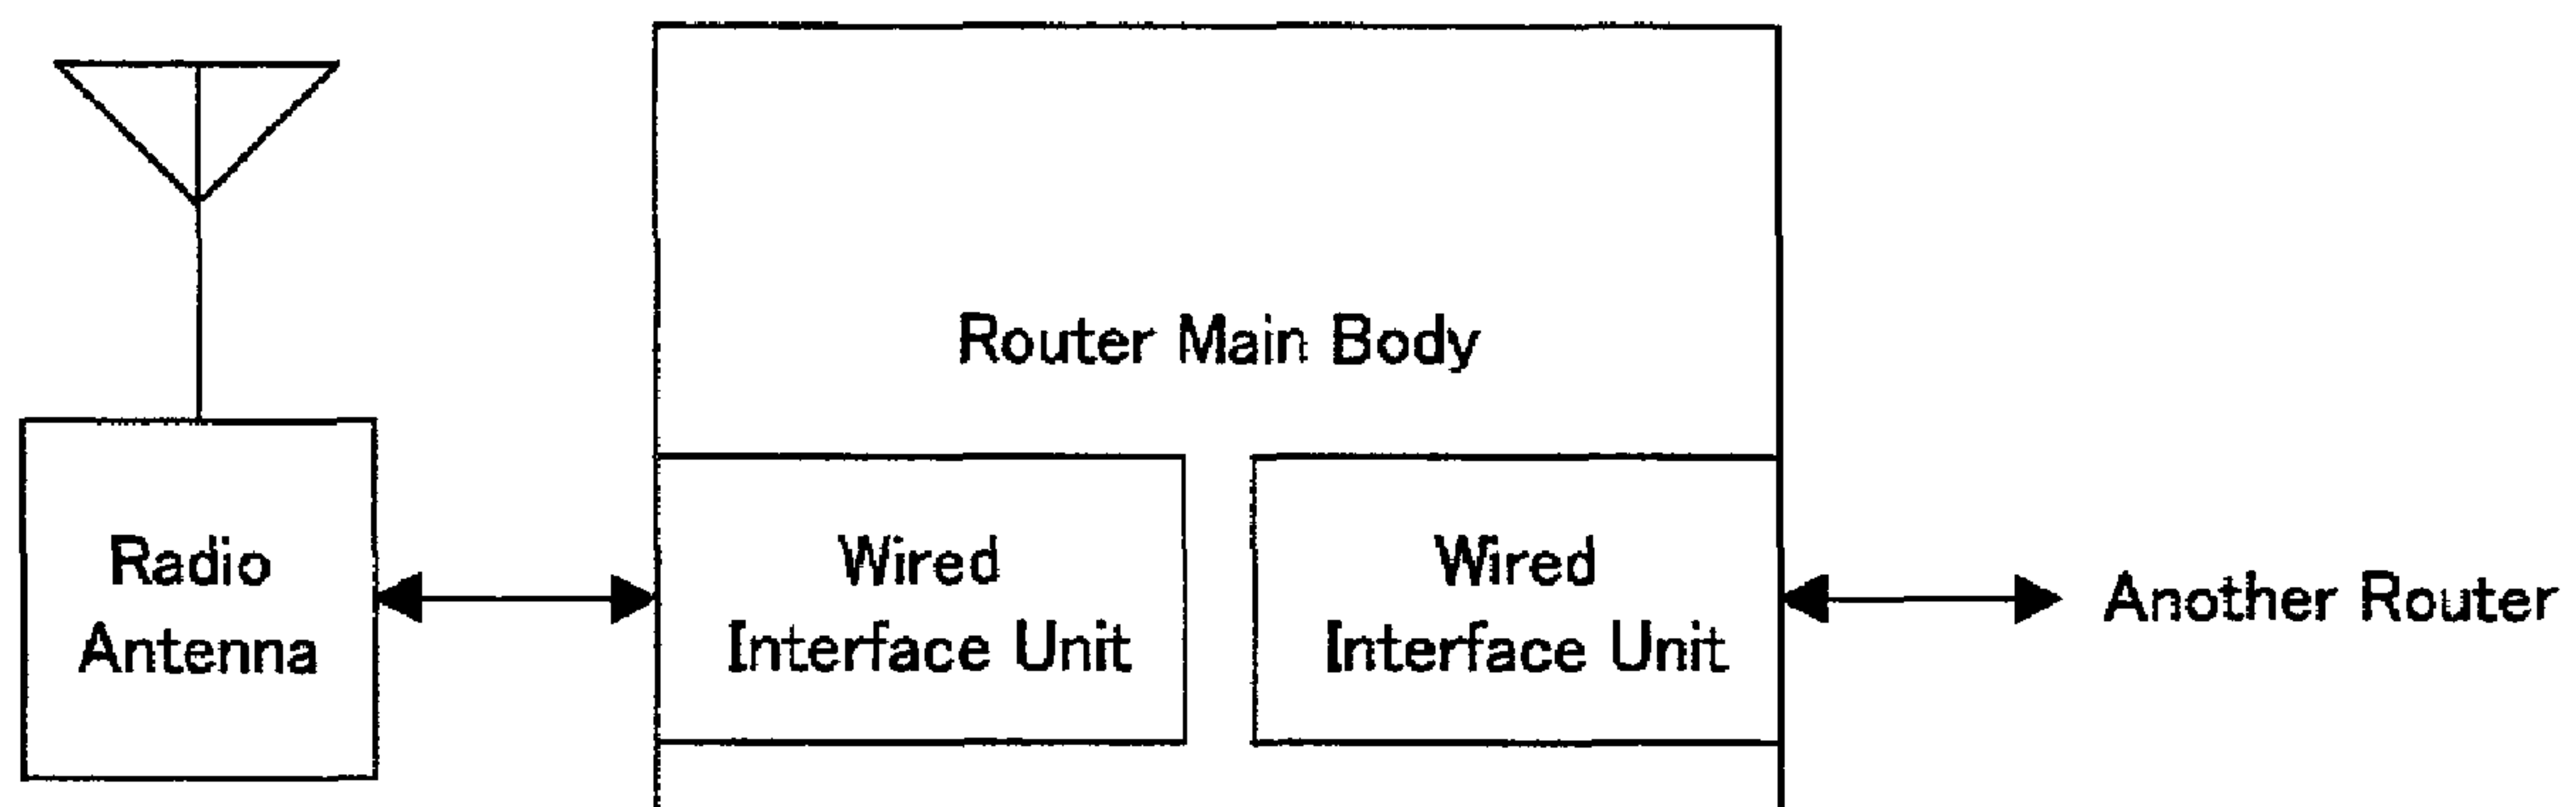 Router Main Body
Radio
Antenna
Wired
Interface Unit
Wired
Interface Unit
Another Router